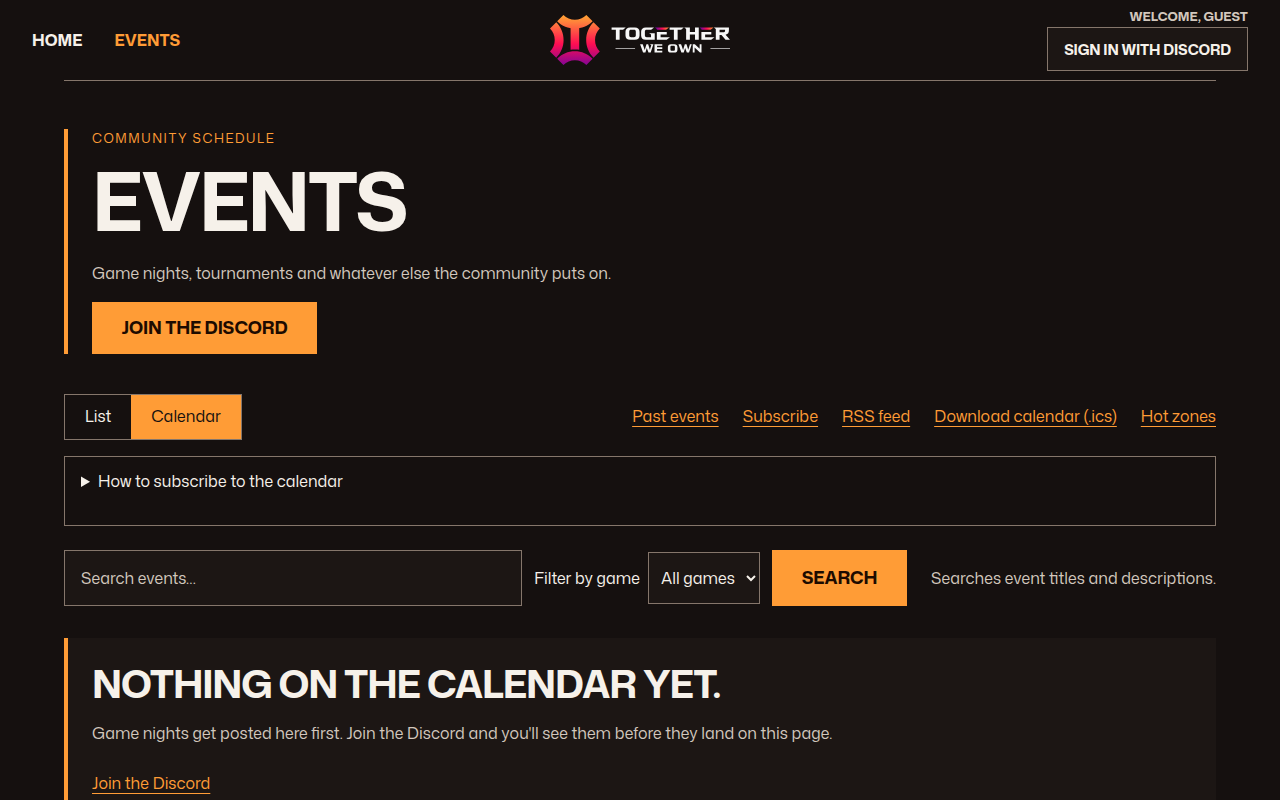 HOME
EVENTS
TOGETHER
WE OWN
WELCOME, GUEST
SIGN IN WITH DISCORD
COMMUNITY SCHEDULE
EVENTS
Game nights, tournaments and whatever else the community puts on.
JOIN THE DISCORD
List
Calendar
Past events
Subscribe
RSS feed
Download calendar (.ics)
Hot zones
How to subscribe to the calendar
Search events...
Filter by game
All games
SEARCH
Searches event titles and descriptions.
NOTHING ON THE CALENDAR YET.
Game nights get posted here first. Join the Discord and you'll see them before they land on this page.
Join the Discord